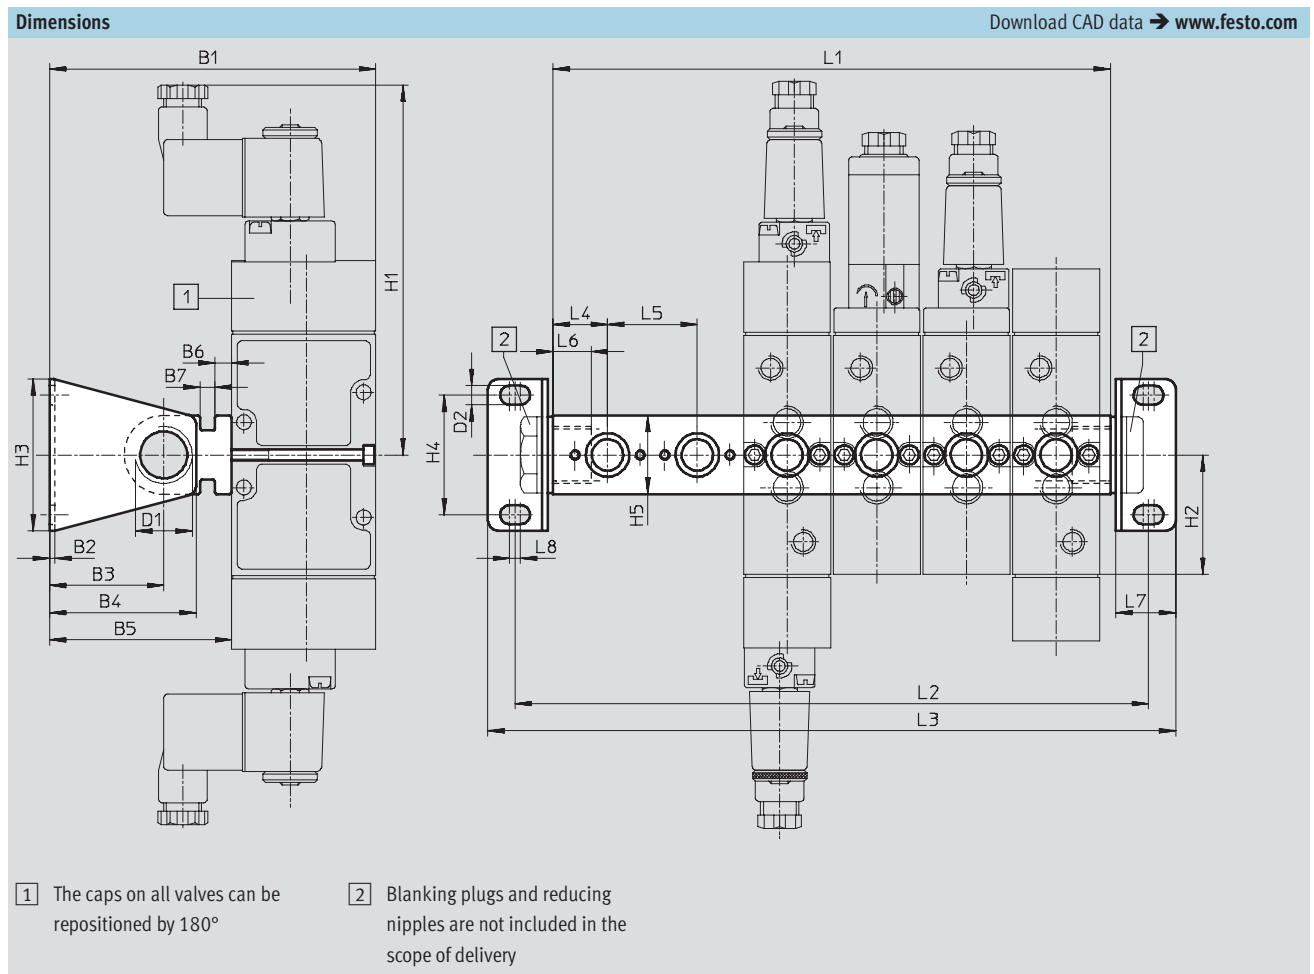 Dimensions
Download CAD data ➔ www.festo.com
B1
L1
H1
1
L4
L5
L6
2
2
B6
B7
D2
H3
H4
H5
H2
D1
B2
B3
B4
B5
L8
L7
L2
L3
1 The caps on all valves can be
repositioned by 180°
2 Blanking plugs and reducing
nipples are not included in the
scope of delivery